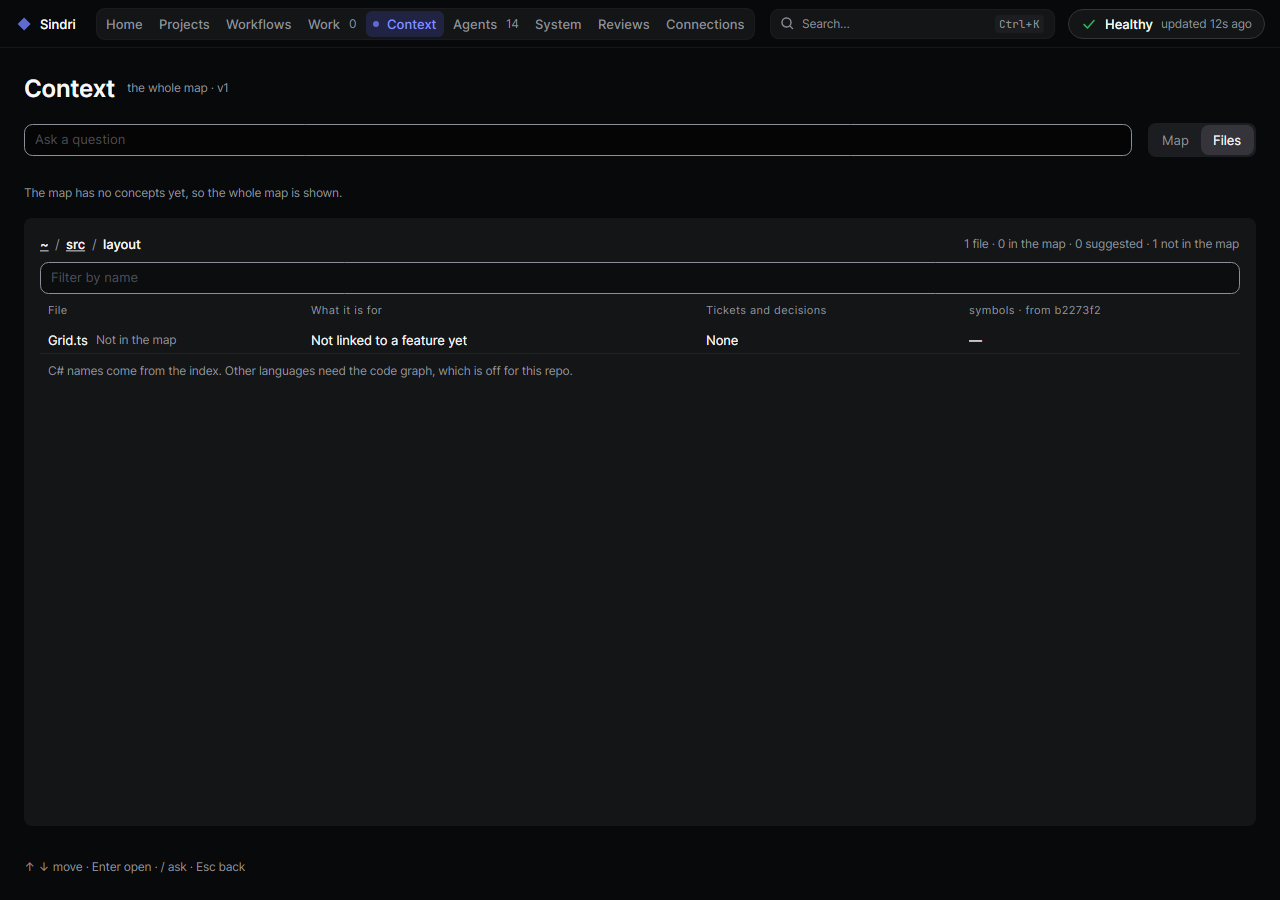 Sindri Home Projects Workflows Work 0 Context Agents 14 System Reviews Connections Search... Ctrl+K Healthy updated 12s ago
Context the whole map · v1
Ask a question Map Files
The map has no concepts yet, so the whole map is shown.
~ / src / layout 1 file · 0 in the map · 0 suggested · 1 not in the map
Filter by name
File What it is for Tickets and decisions symbols · from b2273f2
Grid.ts Not in the map Not linked to a feature yet None —
C# names come from the index. Other languages need the code graph, which is off for this repo.
↑ ↓ move · Enter open · / ask · Esc back